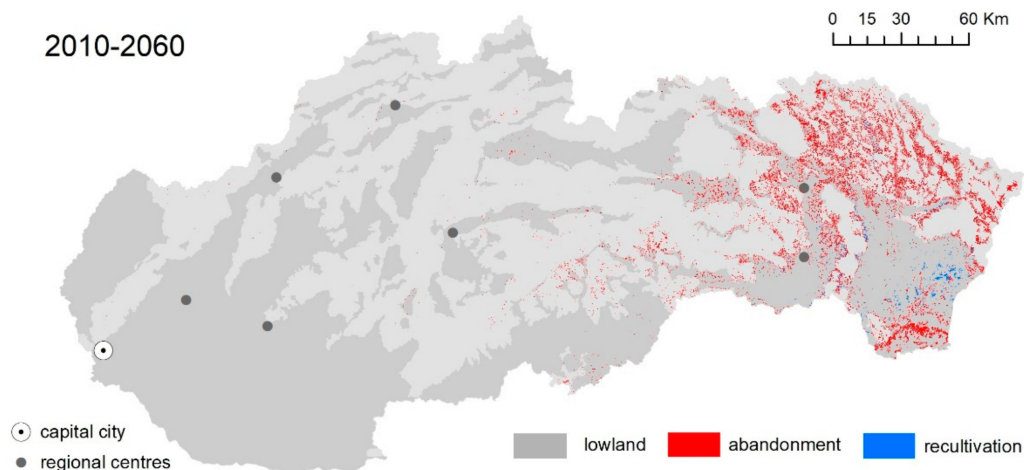 2010-2060
0 15 30 60 Km
capital city
regional centres
lowland
abandonment
recultivation